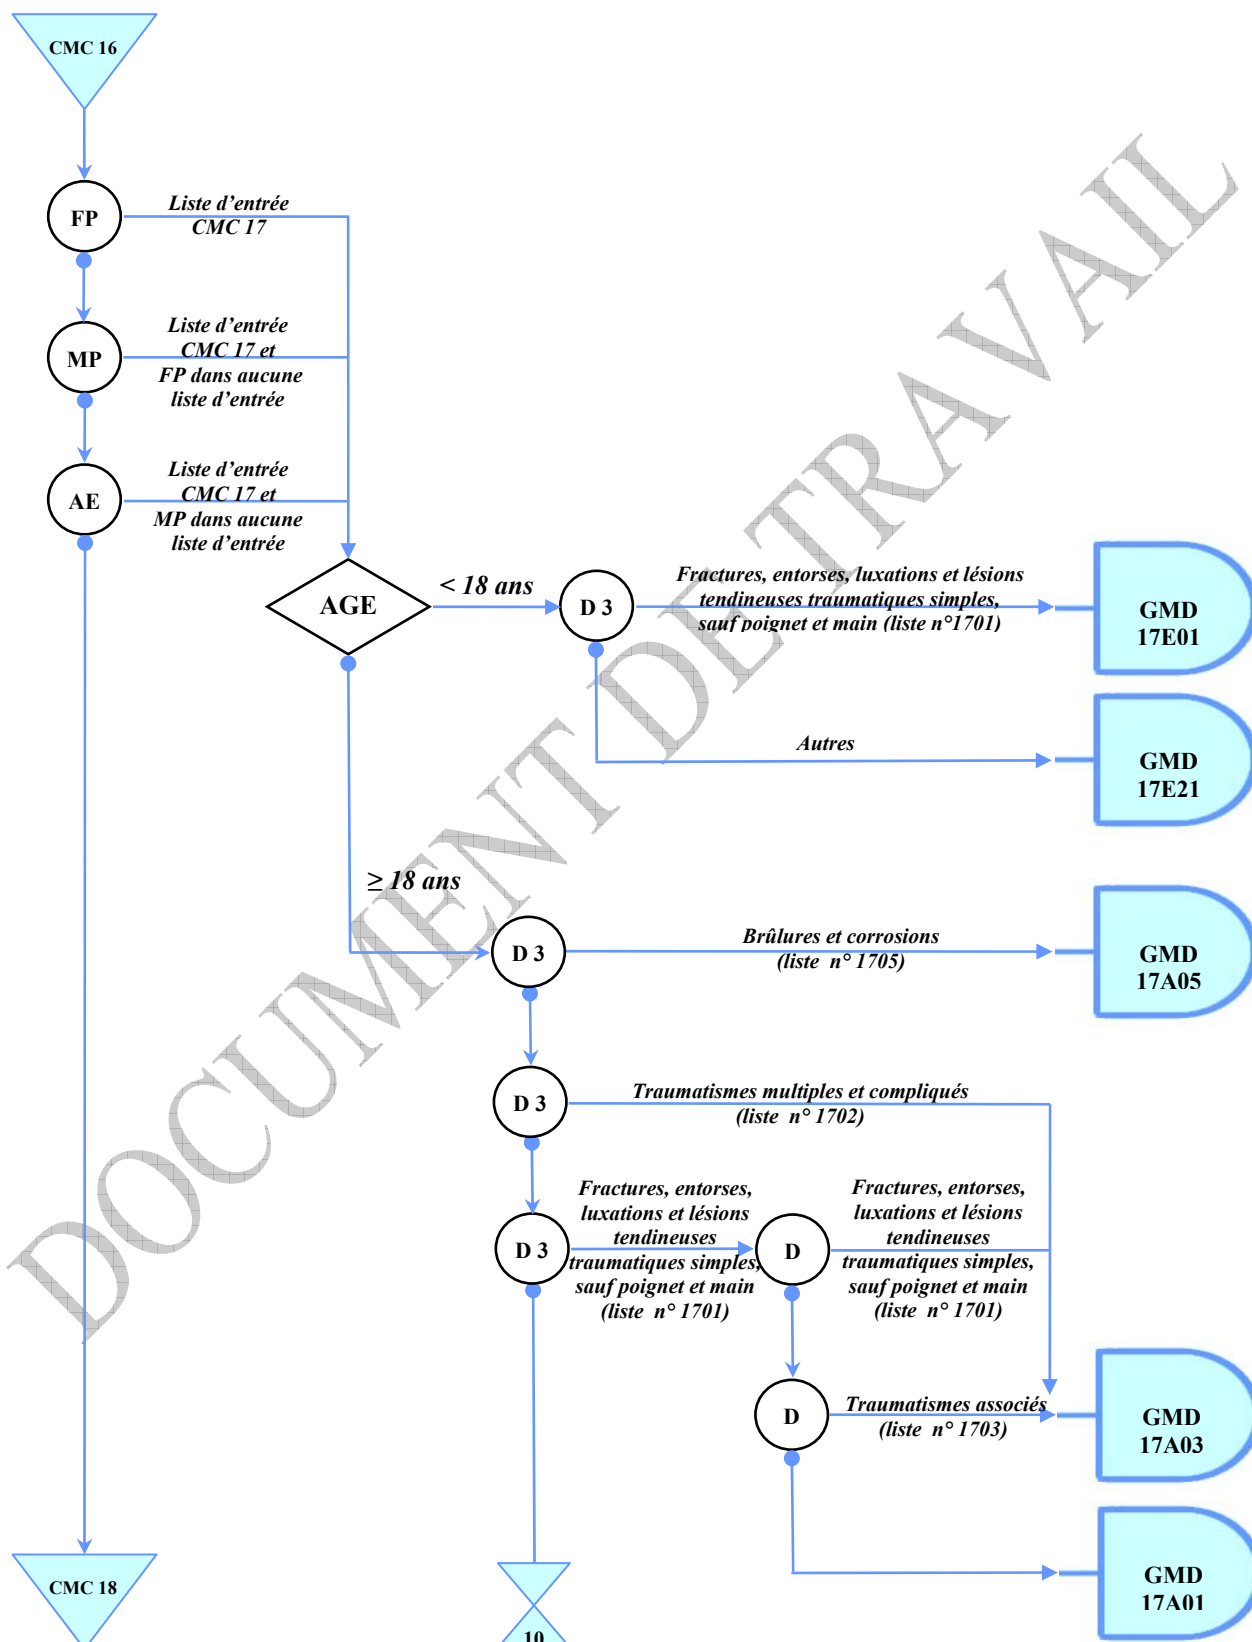 CMC 16
FP
Liste d'entrée
CMC 17
MP
Liste d'entrée
CMC 17 et
FP dans aucune
liste d'entrée
AE
Liste d'entrée
CMC 17 et
MP dans aucune
liste d'entrée
AGE
< 18 ans
D 3
Fractures, entorses, luxations et lésions
tendineuses traumatiques simples,
sauf poignet et main (liste n°1701)
GMD
17E01
Autres
GMD
17E21
≥ 18 ans
D 3
Brûlures et corrosions
(liste n° 1705)
GMD
17A05
D 3
Traumatismes multiples et compliqués
(liste n° 1702)
D 3
Fractures, entorses,
luxations et lésions
tendineuses
traumatiques simples,
sauf poignet et main
(liste n° 1701)
D
Fractures, entorses,
luxations et lésions
tendineuses
traumatiques simples,
sauf poignet et main
(liste n° 1701)
D
Traumatismes associés
(liste n° 1703)
GMD
17A03
GMD
17A01
CMC 18
10
DOCUMENT DE TRAVAIL